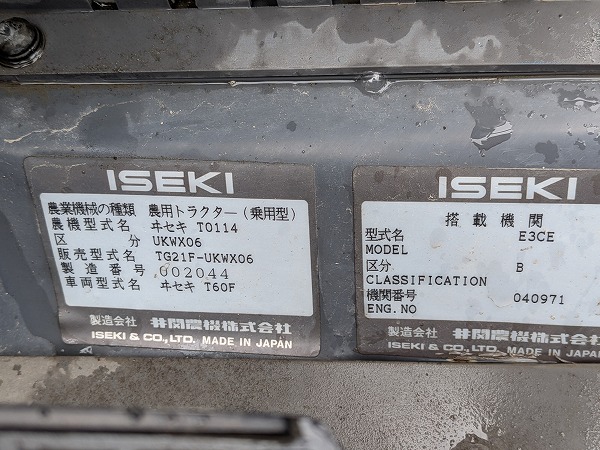 ISEKI
農業機械の種類 農用トラクター(乗用型)
農機型式名 ヰセキ TO114
区分 UKWX06
販売型式名 TG21F-UKWX06
製造番号 002044
車両型式名 ヰセキ T60F
製造会社 井関農機株式会社
ISEKI & CO., LTD. MADE IN JAPAN
ISEKI
搭載機関
型式名 E3CE
MODEL
区分 B
CLASSIFICATION
機関番号 040971
ENG.NO
製造会社 井関農機株式会社
ISEKI & CO., LTD. MADE IN JAPAN